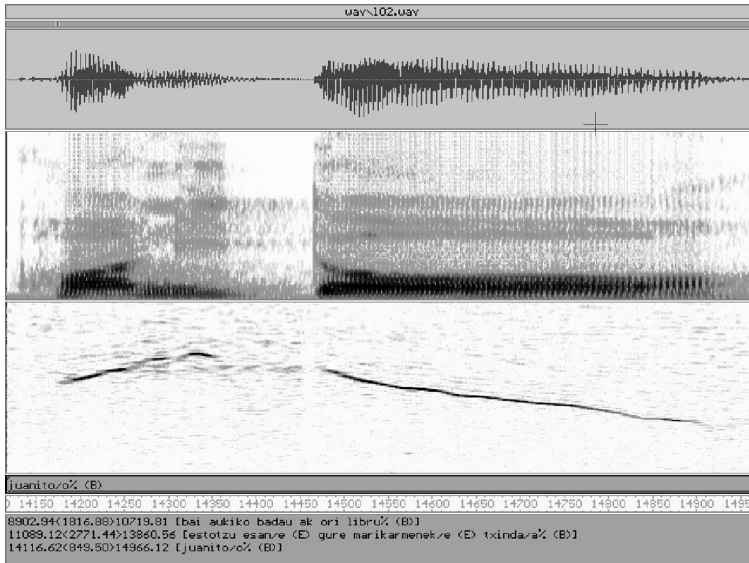 wav\102.wav
juanito/o% (B)
0 14150 14200 14250 14300 14350 14400 14450 14500 14550 14600 14650 14700 14750 14800 14850 14900
8902.94(1816.88)10719.81 [bai aukiko badau ak ori libru% (B)]
11089.12(2771.44)13860.56 [estotzu esan/e (E) gure marikarmenek/e (E) txinda/a% (B)]
14116.62(849.50)14966.12 [juanito/o% (B)]